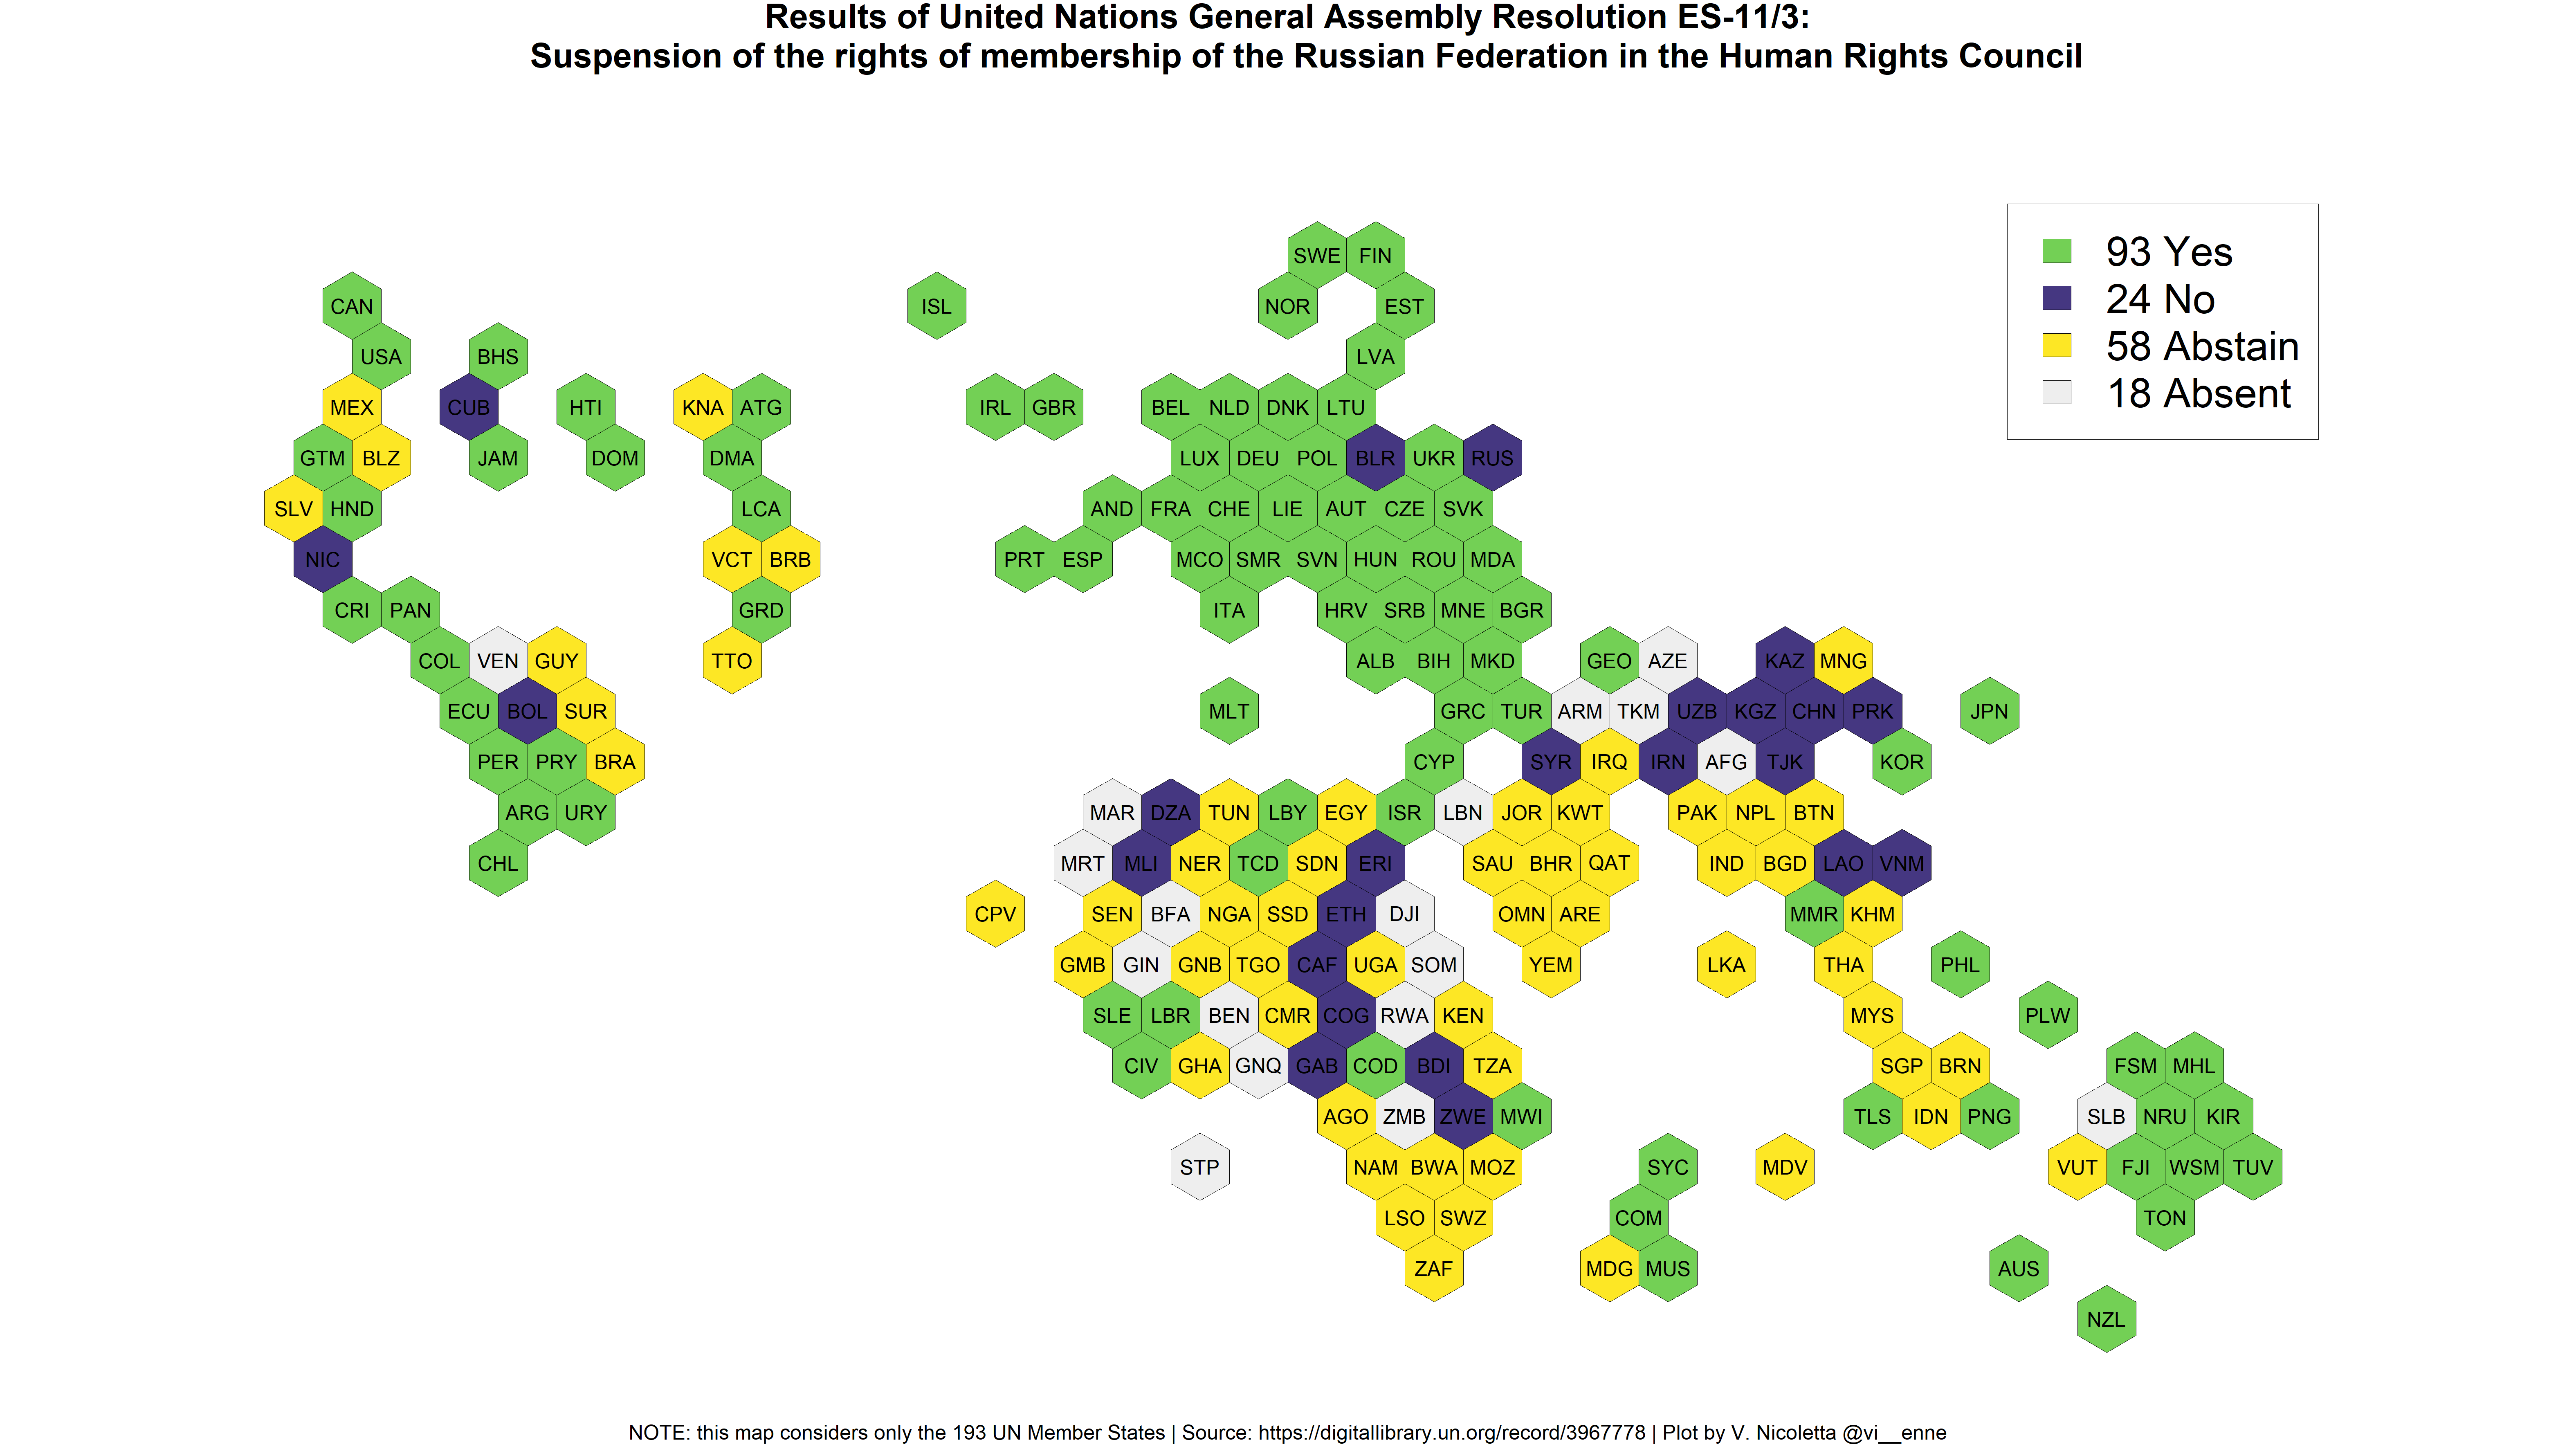 Results of United Nations General Assembly Resolution ES-11/3:
Suspension of the rights of membership of the Russian Federation in the Human Rights Council
93 Yes
24 No
58 Abstain
18 Absent
SWE FIN
CAN ISL NOR EST
USA BHS LVA
MEX CUB HTI KNA ATG IRL GBR BEL NLD DNK LTU
GTM BLZ JAM DOM DMA LUX DEU POL BLR UKR RUS
SLV HND LCA AND FRA CHE LIE AUT CZE SVK
NIC VCT BRB PRT ESP MCO SMR SVN HUN ROU MDA
CRI PAN GRD ITA HRV SRB MNE BGR
COL VEN GUY TTO ALB BIH MKD GEO AZE KAZ MNG
ECU BOL SUR MLT GRC TUR ARM TKM UZB KGZ CHN PRK JPN
PER PRY BRA CYP SYR IRQ IRN AFG TJK KOR
ARG URY MAR DZA TUN LBY EGY ISR LBN JOR KWT PAK NPL BTN
CHL MRT MLI NER TCD SDN ERI SAU BHR QAT IND BGD LAO VNM
CPV SEN BFA NGA SSD ETH DJI OMN ARE MMR KHM
GMB GIN GNB TGO CAF UGA SOM YEM LKA THA PHL
SLE LBR BEN CMR COG RWA KEN MYS PLW
CIV GHA GNQ GAB COD BDI TZA SGP BRN FSM MHL
AGO ZMB ZWE MWI TLS IDN PNG SLB NRU KIR
STP NAM BWA MOZ SYC MDV VUT FJI WSM TUV
LSO SWZ COM TON
ZAF MDG MUS AUS
NZL
NOTE: this map considers only the 193 UN Member States | Source: https://digitallibrary.un.org/record/3967778 | Plot by V. Nicoletta @vi__enne